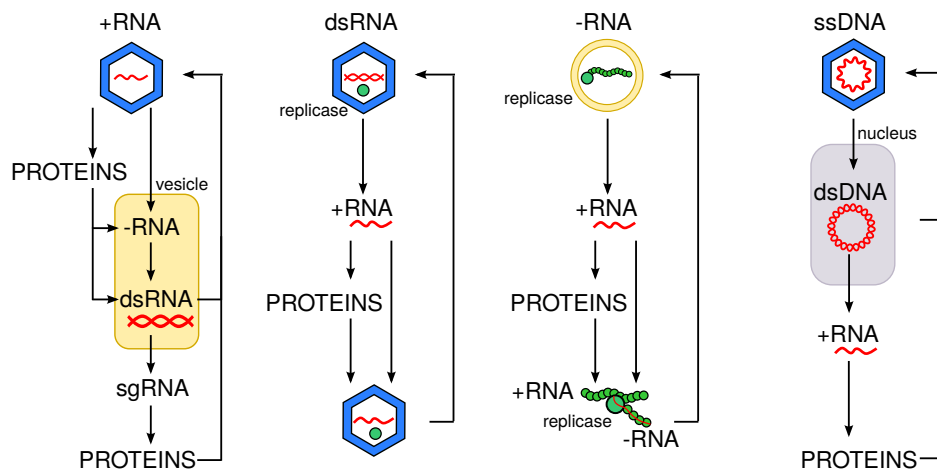 +RNA
PROTEINS
vesicle
-RNA
dsRNA
sgRNA
PROTEINS
dsRNA
replicase
+RNA
PROTEINS
-RNA
replicase
+RNA
PROTEINS
+RNA
replicase
-RNA
ssDNA
nucleus
dsDNA
+RNA
PROTEINS